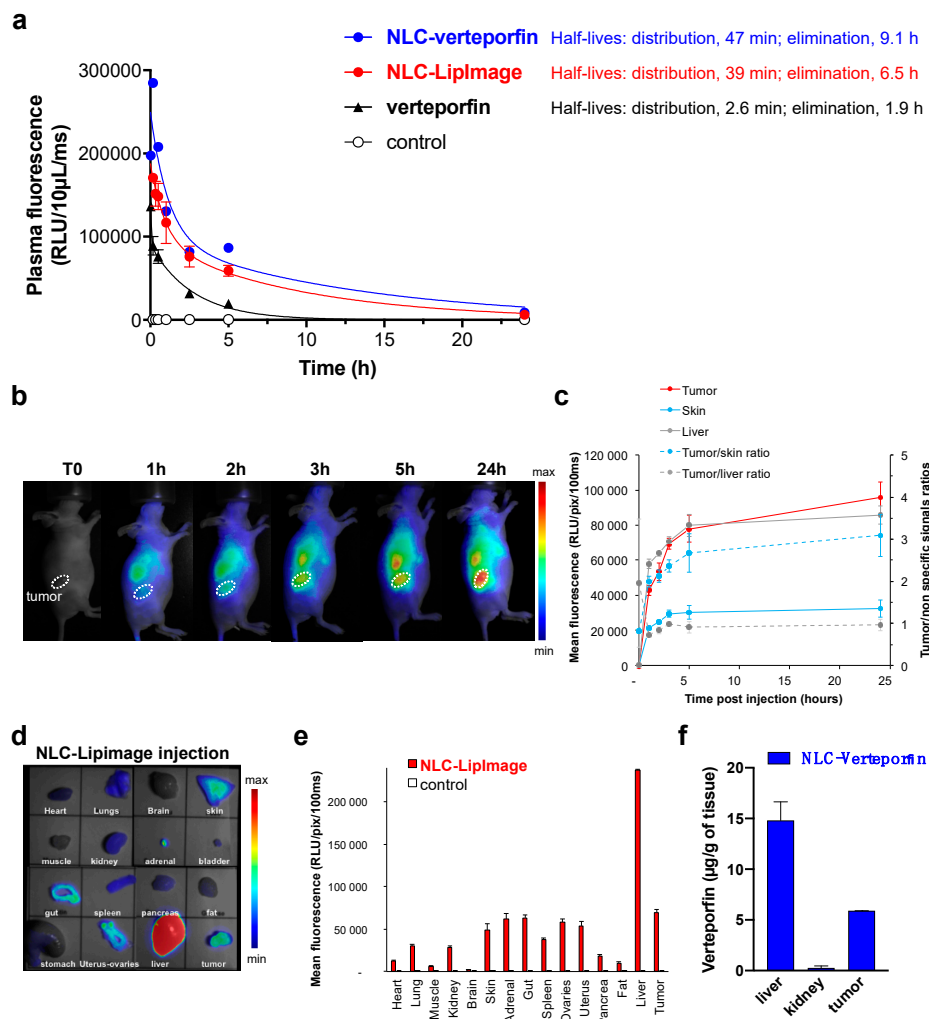 a
NLC-verteporfin Half-lives: distribution, 47 min; elimination, 9.1 h
NLC-LipImage Half-lives: distribution, 39 min; elimination, 6.5 h
verteporfin Half-lives: distribution, 2.6 min; elimination, 1.9 h
control
Plasma fluorescence
(RLU/10µL/ms)
300000
200000
100000
0
0 5 10 15 20
Time (h)
b
T0 1h 2h 3h 5h 24h
tumor
max
min
c
Tumor
Skin
Liver
Tumor/skin ratio
Tumor/liver ratio
Mean fluorescence (RLU/pix/100ms)
120 000
100 000
80 000
60 000
40 000
20 000
0
5
4
3
2
1
0
Tumor/non specific signals ratios
- 5 10 15 20 25
Time post injection (hours)
d
NLC-Lipimage injection
Heart Lungs Brain skin
muscle kidney adrenal bladder
gut spleen pancreas fat
stomach Uterus-ovaries liver tumor
max
min
e
NLC-LipImage
control
Mean fluorescence (RLU/pix/100ms)
200 000
150 000
100 000
50 000
-
Heart Lung Muscle Kidney Brain Skin Adrenal Gut Spleen Ovaries Uterus Pancrea Fat Liver Tumor
f
NLC-Verteporfin
Verteporfin (µg/g of tissue)
20
15
10
5
0
liver kidney tumor